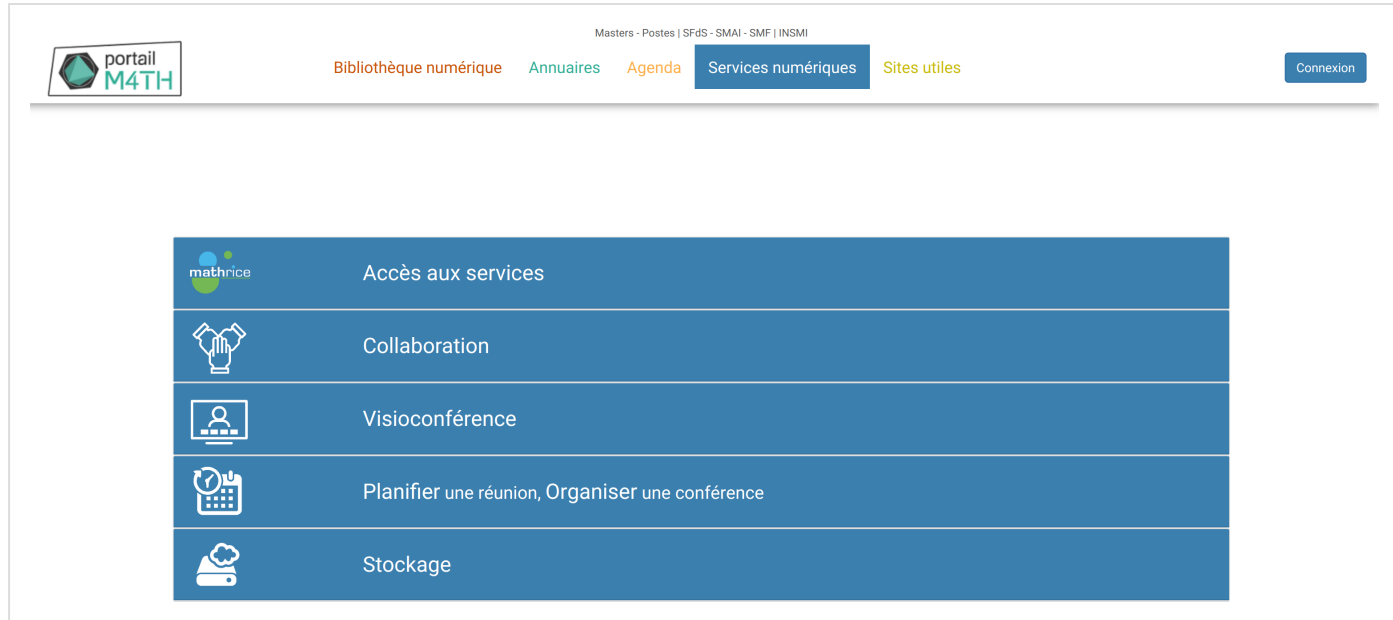 Masters - Postes | SFdS - SMAI - SMF | INSMI
portail
M4TH
Bibliothèque numérique Annuaires Agenda Services numériques Sites utiles
Connexion
mathrice
Accès aux services
Collaboration
Visioconférence
Planifier une réunion, Organiser une conférence
Stockage